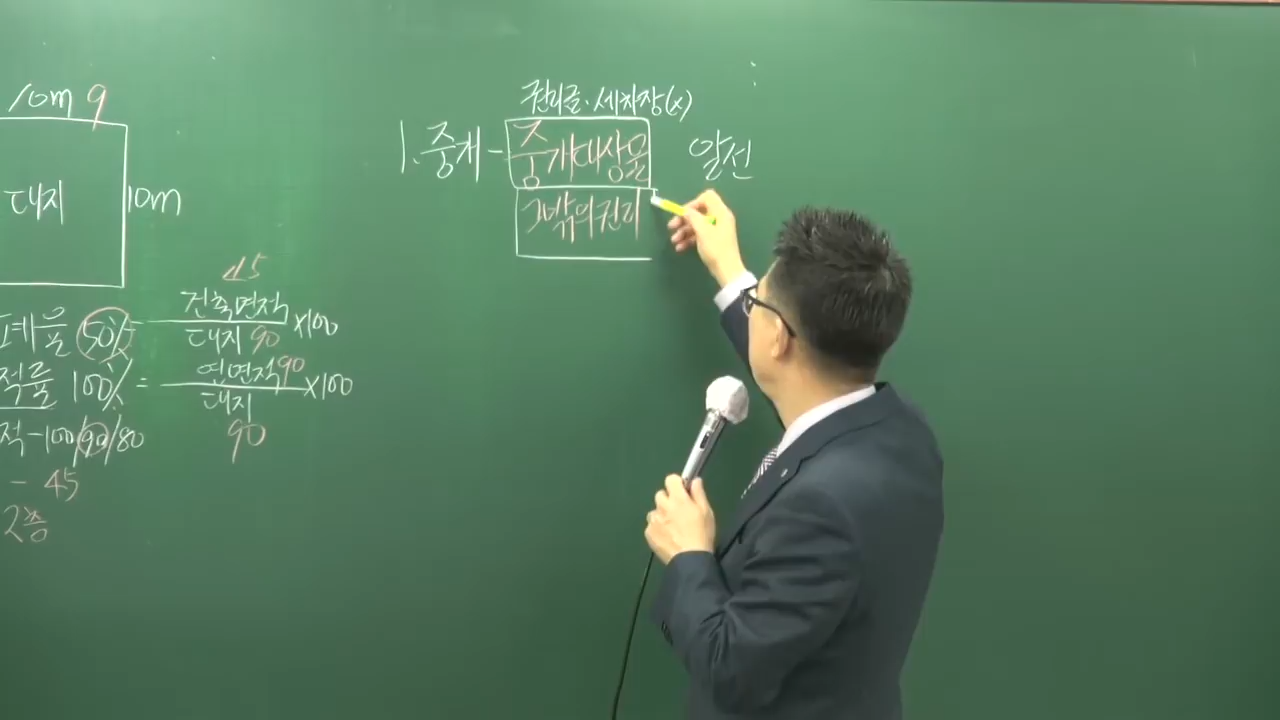 10m 9
대지 10m
45
폐율 50% = 건축면적 ×100
대지 90
적률 100% = 연면적 90 ×100
대지
90
적 - 100/90/80
- 45
2층
권리금·세차장(x)
1. 중개 - 중개대상물 알선
그밖의권리